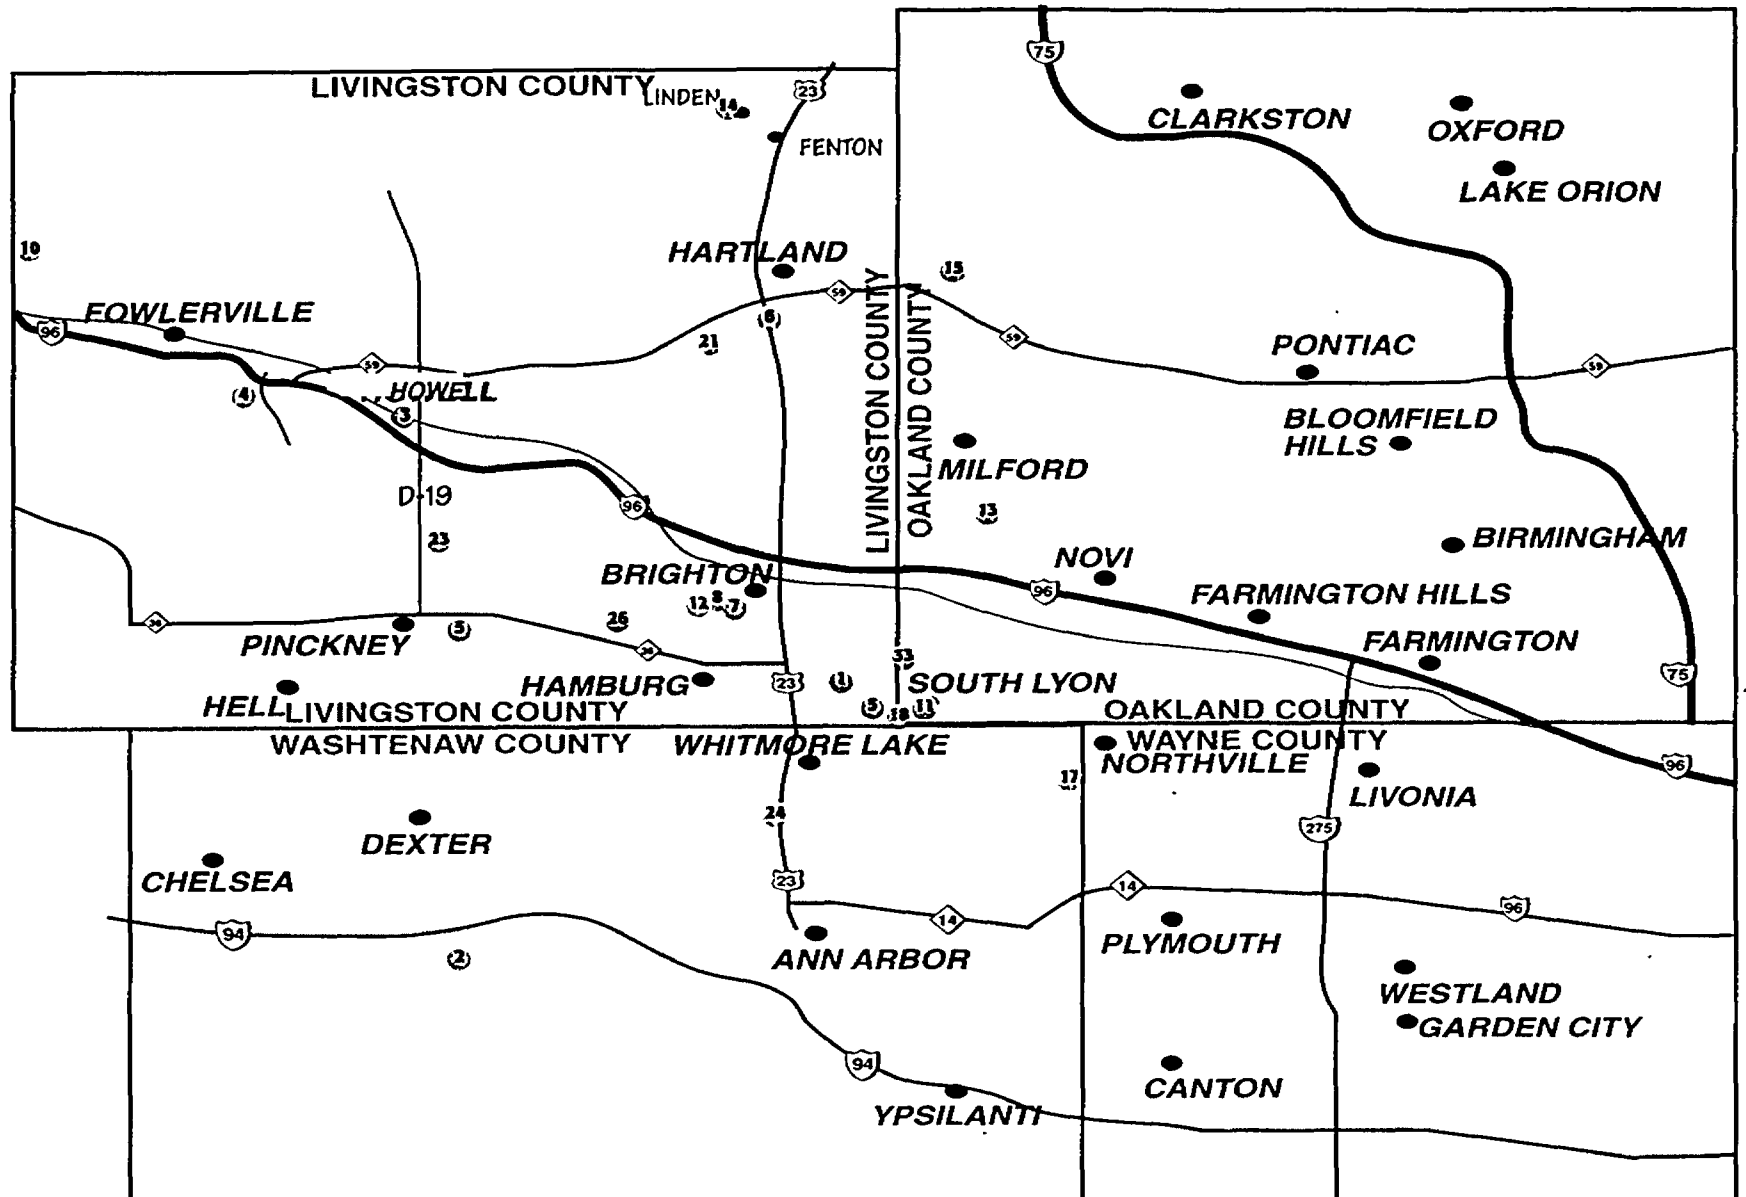 75
LIVINGSTON COUNTY
LINDEN
14
23
CLARKSTON
OXFORD
FENTON
LAKE ORION
10
HARTLAND
15
59
FOWLERVILLE
96
6
21
59
LIVINGSTON COUNTY
OAKLAND COUNTY
59
PONTIAC
59
4
HOWELL
3
BLOOMFIELD
HILLS
MILFORD
D-19
96
13
23
BIRMINGHAM
NOVI
BRIGHTON
96
12
8
7
FARMINGTON HILLS
36
26
5
PINCKNEY
36
FARMINGTON
33
75
HELL
HAMBURG
23
1
SOUTH LYON
5
18
11
LIVINGSTON COUNTY
OAKLAND COUNTY
WASHTENAW COUNTY
WHITMORE LAKE
WAYNE COUNTY
NORTHVILLE
96
17
LIVONIA
24
DEXTER
275
CHELSEA
23
14
14
96
94
2
ANN ARBOR
PLYMOUTH
WESTLAND
GARDEN CITY
94
CANTON
YPSILANTI